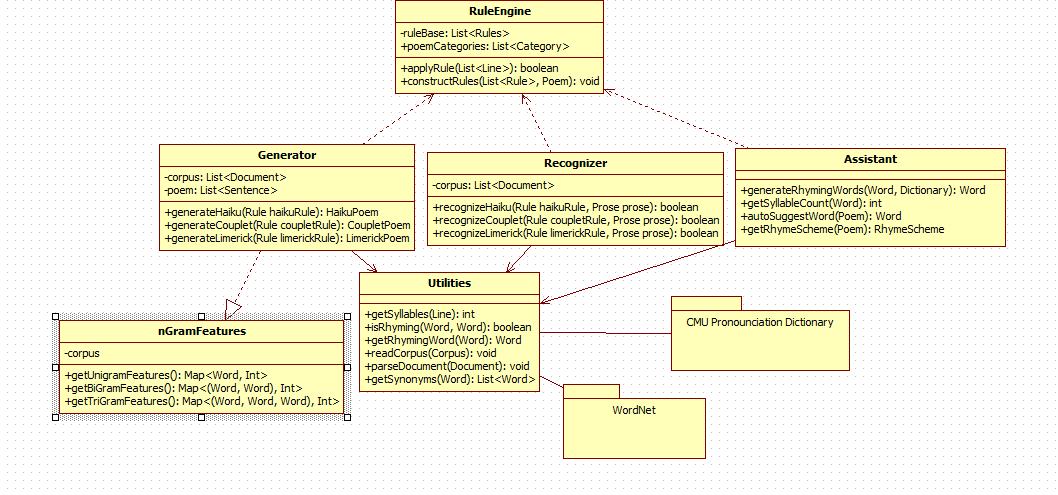 RuleEngine
-ruleBase: List<Rules>
+poemCategories: List<Category>
+applyRule(List<Line>): boolean
+constructRules(List<Rule>, Poem): void
Generator
-corpus: List<Document>
-poem: List<Sentence>
+generateHaiku(Rule haikuRule): HaikuPoem
+generateCouplet(Rule coupletRule): CoupletPoem
+generateLimerick(Rule limerickRule): LimerickPoem
Recognizer
-corpus: List<Document>
+recognizeHaiku(Rule haikuRule, Prose prose): boolean
+recognizeCouplet(Rule coupletRule, Prose prose): boolean
+recognizeLimerick(Rule limerickRule, Prose prose): boolean
Assistant
+generateRhymingWords(Word, Dictionary): Word
+getSyllableCount(Word): int
+autoSuggestWord(Poem): Word
+getRhymeScheme(Poem): RhymeScheme
Utilities
+getSyllables(Line): int
+isRhyming(Word, Word): boolean
+getRhymingWord(Word): Word
+readCorpus(Corpus): void
+parseDocument(Document): void
+getSynonyms(Word): List<Word>
nGramFeatures
-corpus
+getUnigramFeatures(): Map<Word, Int>
+getBiGramFeatures(): Map<(Word, Word), Int>
+getTriGramFeatures(): Map<(Word, Word, Word), Int>
CMU Pronounciation Dictionary
WordNet